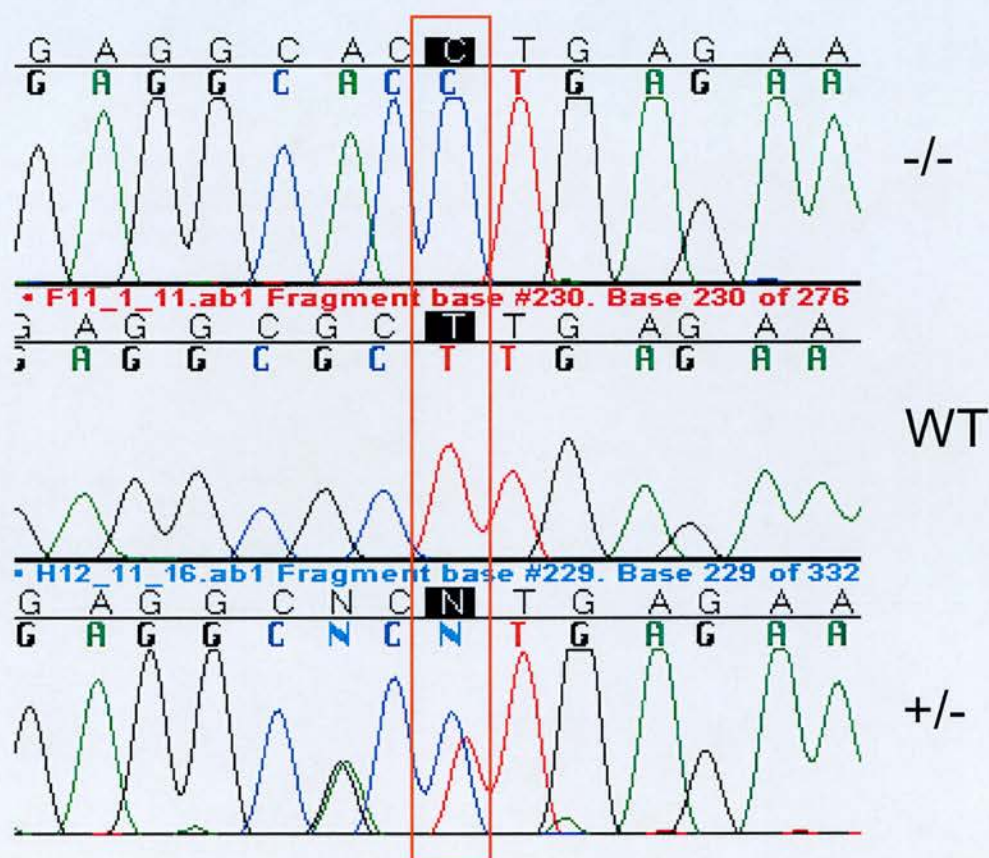 G A G G C A C C T G A G A A
G A G G C A C C T G A G A A
-/-
• F11_1_11.ab1 Fragment base #230. Base 230 of 276
G A G G C G C T T G A G A A
G A G G C G C T T G A G A A
WT
• H12_11_16.ab1 Fragment base #229. Base 229 of 332
G A G G C N C N T G A G A A
G A G G C N C N T G A G A A
+/-